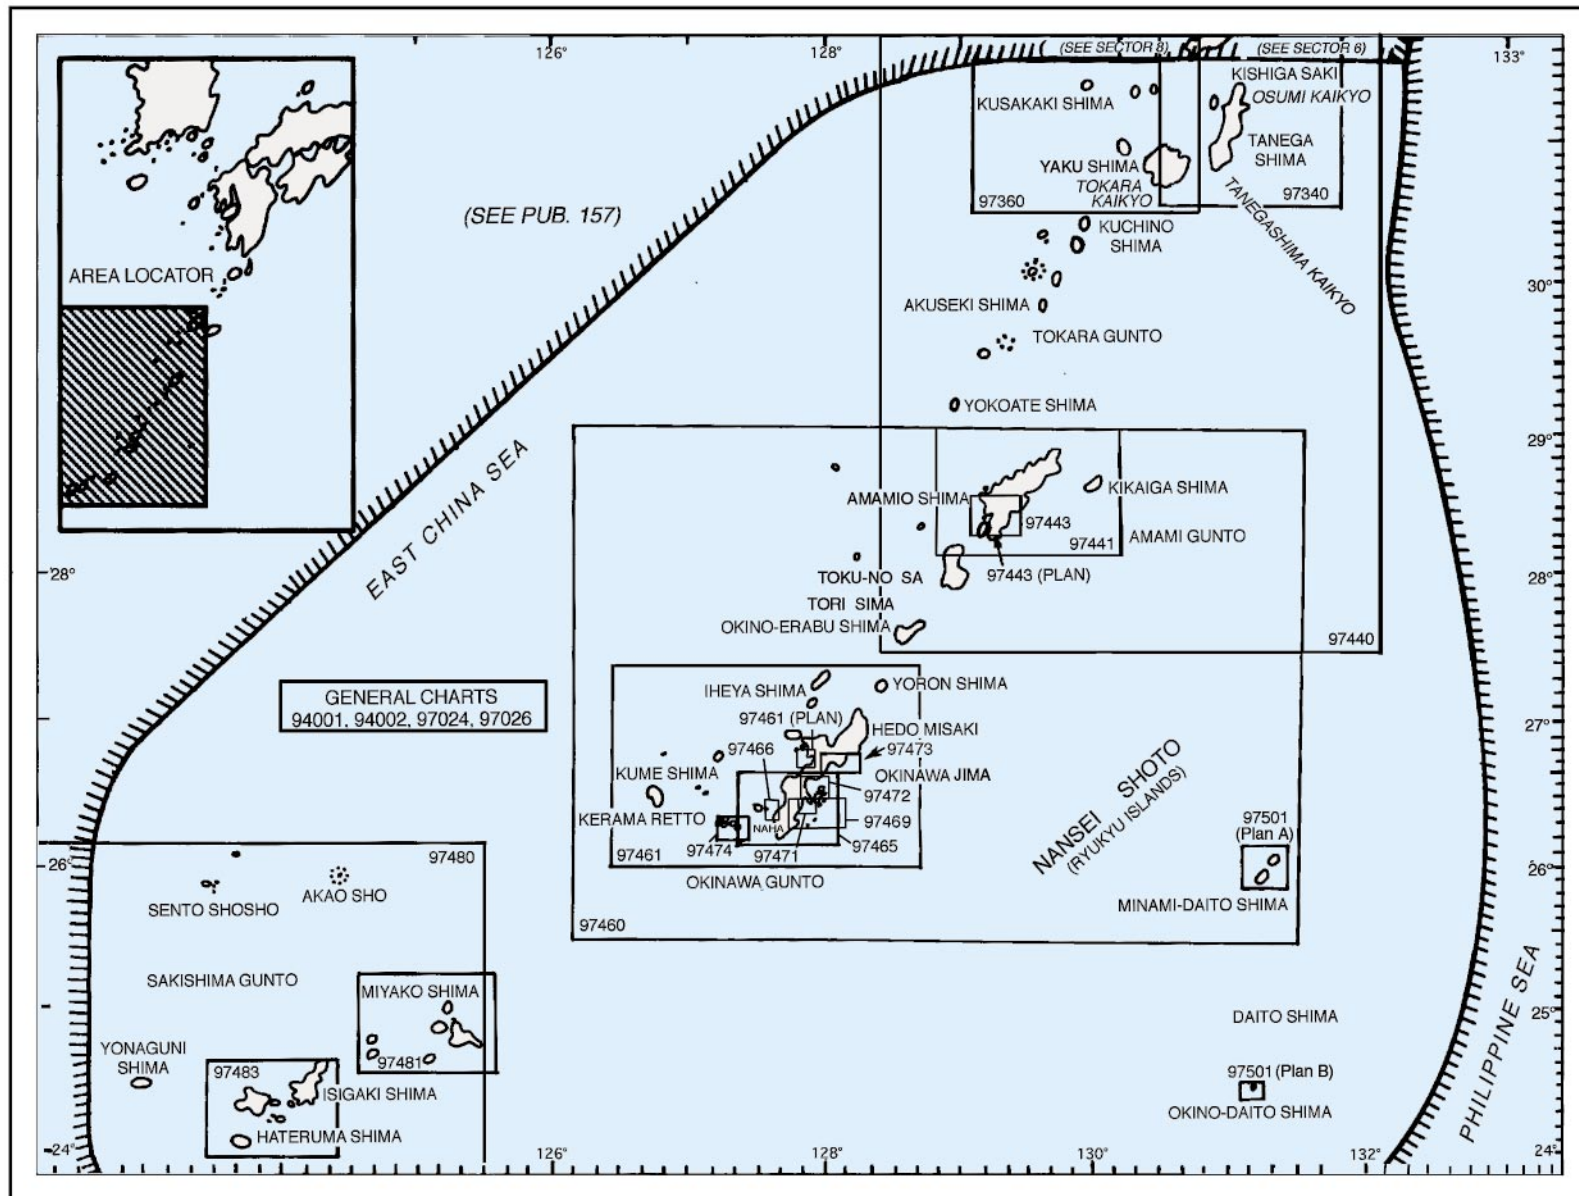 126°
128°
(SEE SECTOR 8)
(SEE SECTOR 6)
133°
KISHIGA SAKI
OSUMI KAIKYO
KUSAKAKI SHIMA
TANEGA
SHIMA
YAKU SHIMA
TOKARA
KAIKYO
97360
97340
TANEGASHIMA KAIKYO
(SEE PUB. 157)
KUCHINO
SHIMA
AREA LOCATOR
30°
AKUSEKI SHIMA
TOKARA GUNTO
YOKOATE SHIMA
29°
EAST CHINA SEA
AMAMIO SHIMA
KIKAIGA SHIMA
97443
97441
AMAMI GUNTO
97443 (PLAN)
28°
28°
TOKU-NO SA
TORI SIMA
OKINO-ERABU SHIMA
97440
GENERAL CHARTS
94001, 94002, 97024, 97026
IHEYA SHIMA
YORON SHIMA
97461 (PLAN)
HEDO MISAKI
27°
97466
97473
KUME SHIMA
OKINAWA JIMA
97472
KERAMA RETTO
NAHA
97469
97474
97471
97465
97461
OKINAWA GUNTO
NANSEI SHOTO
(RYUKYU ISLANDS)
97501
(Plan A)
MINAMI-DAITO SHIMA
97460
26°
26°
97480
AKAO SHO
SENTO SHOSHO
SAKISHIMA GUNTO
MIYAKO SHIMA
97481
25°
DAITO SHIMA
PHILIPPINE SEA
YONAGUNI
SHIMA
97483
ISIGAKI SHIMA
HATERUMA SHIMA
97501 (Plan B)
OKINO-DAITO SHIMA
24°
126°
128°
130°
132°
24°